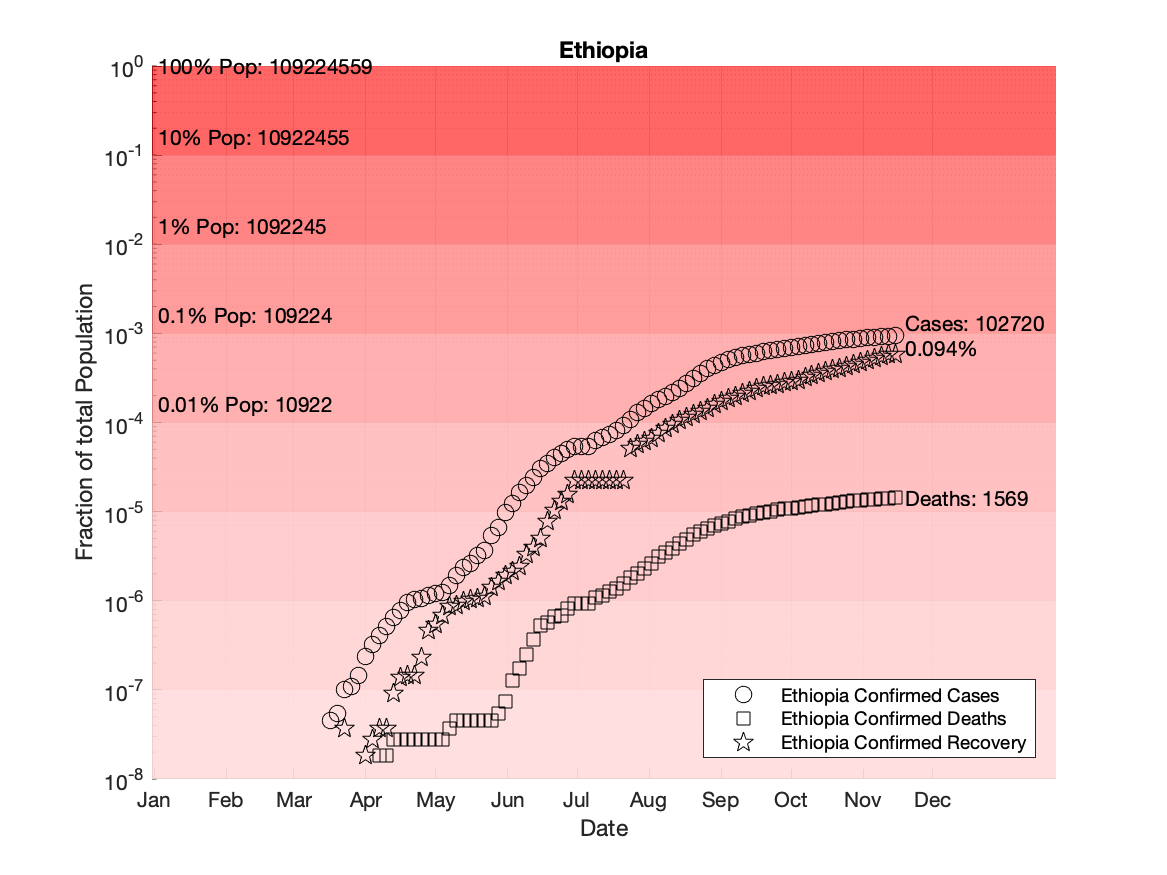 Ethiopia
10^0
100% Pop: 109224559
10% Pop: 10922455
10^-1
1% Pop: 1092245
10^-2
0.1% Pop: 109224
10^-3
Cases: 102720
0.094%
0.01% Pop: 10922
10^-4
Deaths: 1569
10^-5
10^-6
10^-7
10^-8
Fraction of total Population
Ethiopia Confirmed Cases
Ethiopia Confirmed Deaths
Ethiopia Confirmed Recovery
Jan Feb Mar Apr May Jun Jul Aug Sep Oct Nov Dec
Date